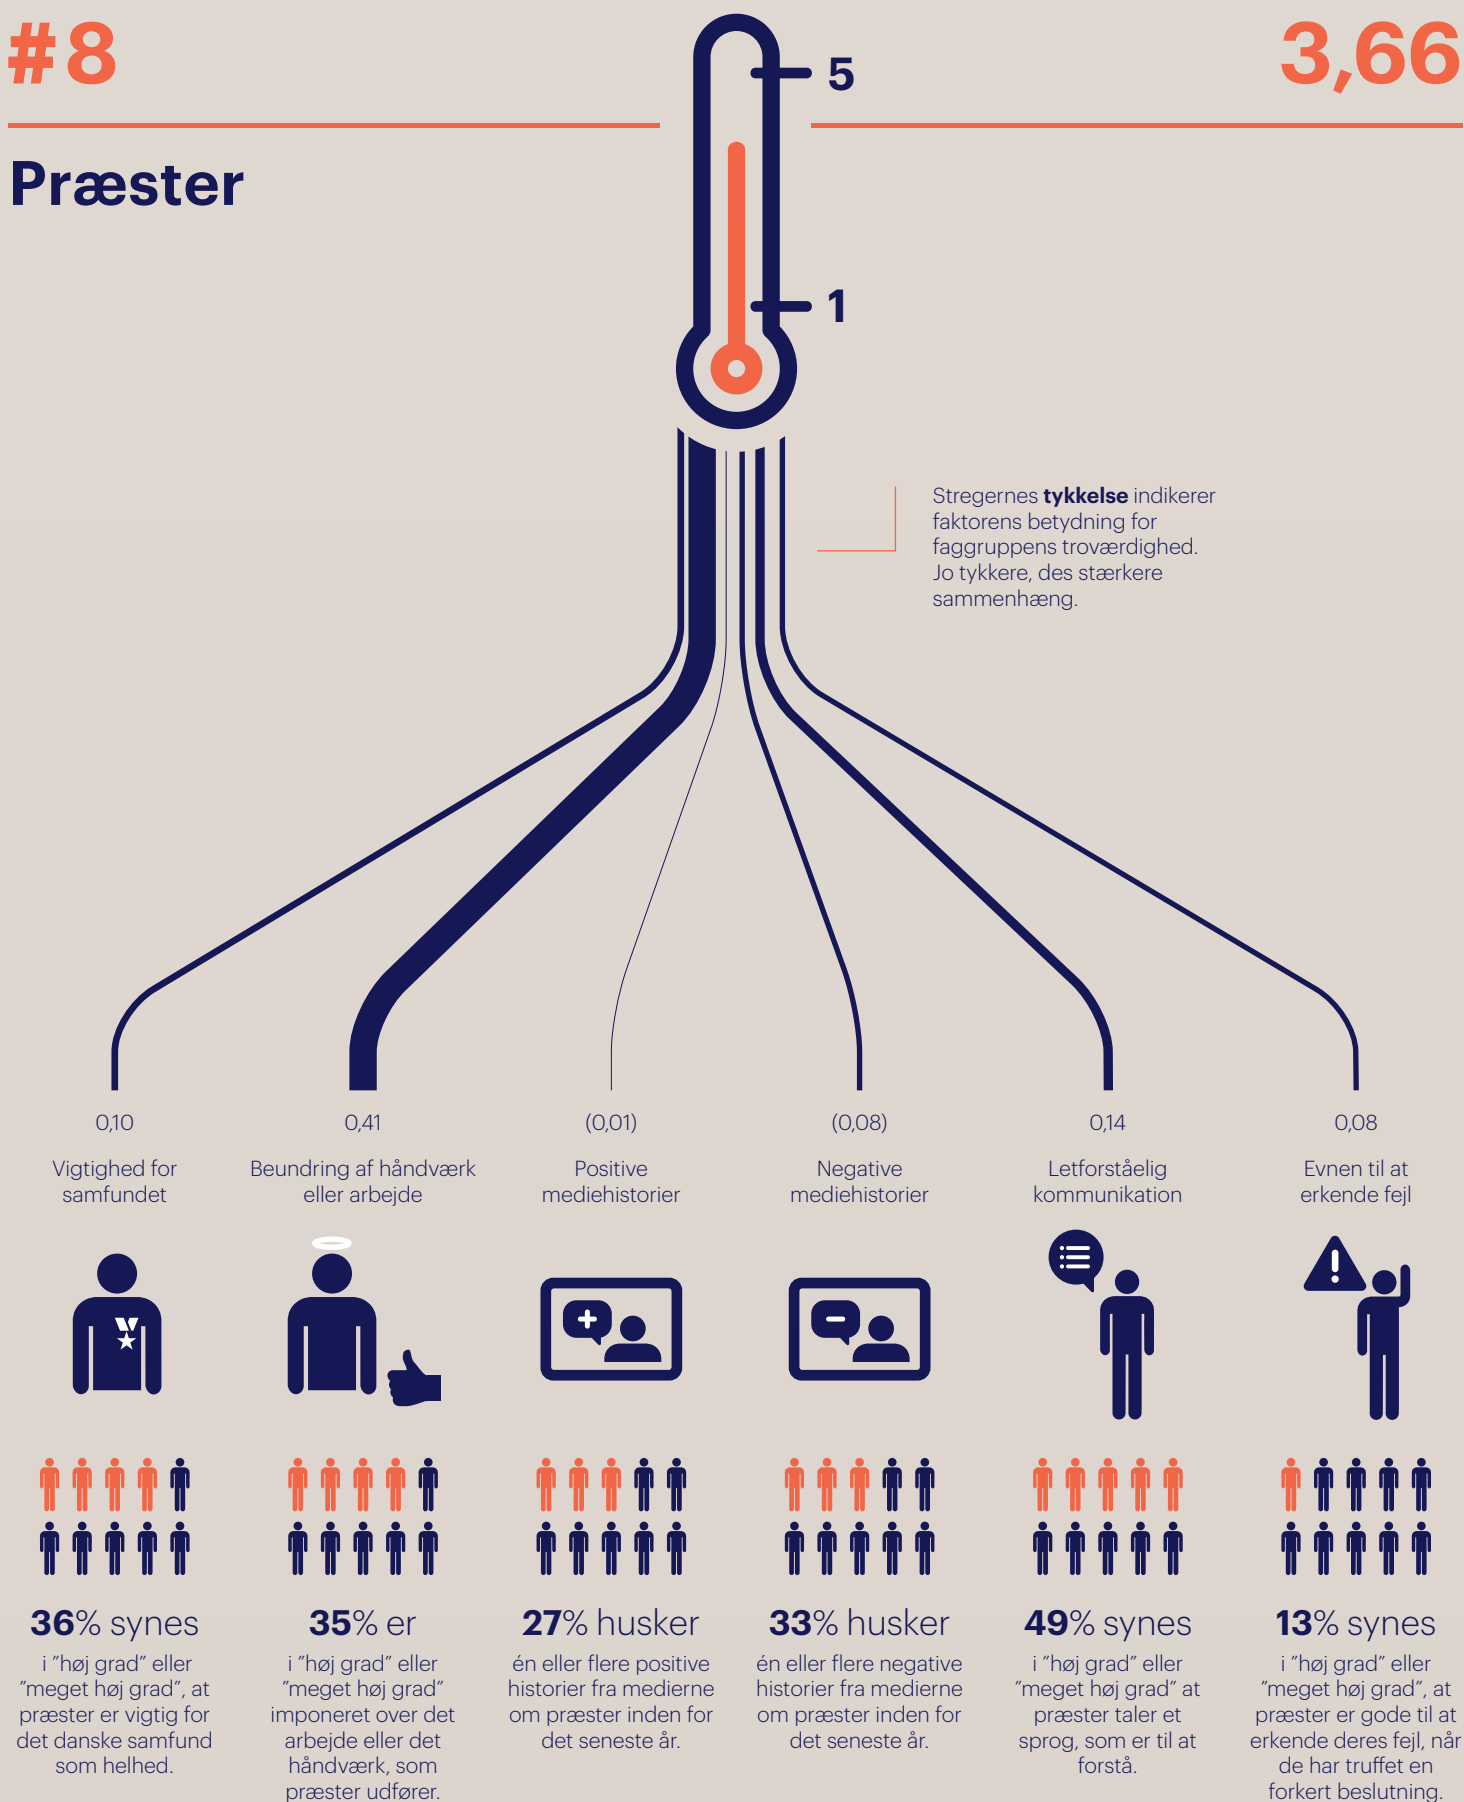 #8
3,66
Præster
5
1
Stregernes tykkelse indikerer
faktorens betydning for
faggruppens troværdighed.
Jo tykkere, des stærkere
sammenhæng.
0,10
Vigtighed for
samfundet
0,41
Beundring af håndværk
eller arbejde
(0,01)
Positive
mediehistorier
(0,08)
Negative
mediehistorier
0,14
Letforståelig
kommunikation
0,08
Evnen til at
erkende fejl
36% synes
i ”høj grad” eller
”meget høj grad”, at
præster er vigtig for
det danske samfund
som helhed.
35% er
i ”høj grad” eller
”meget høj grad”
imponeret over det
arbejde eller det
håndværk, som
præster udfører.
27% husker
én eller flere positive
historier fra medierne
om præster inden for
det seneste år.
33% husker
én eller flere negative
historier fra medierne
om præster inden for
det seneste år.
49% synes
i ”høj grad” eller
”meget høj grad” at
præster taler et
sprog, som er til at
forstå.
13% synes
i ”høj grad” eller
”meget høj grad”, at
præster er gode til at
erkende deres fejl, når
de har truffet en
forkert beslutning.